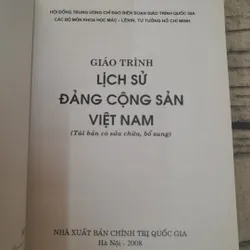 HỘI ĐỒNG TRUNG ƯƠNG CHỈ ĐẠO BIÊN SOẠN GIÁO TRÌNH QUỐC GIA
CÁC BỘ MÔN KHOA HỌC MÁC - LÊNIN, TƯ TƯỞNG HỒ CHÍ MINH
GIÁO TRÌNH
LỊCH SỬ
ĐẢNG CỘNG SẢN
VIỆT NAM
(Tái bản có sửa chữa, bổ sung)
NHÀ XUẤT BẢN CHÍNH TRỊ QUỐC GIA
Hà Nội - 2008